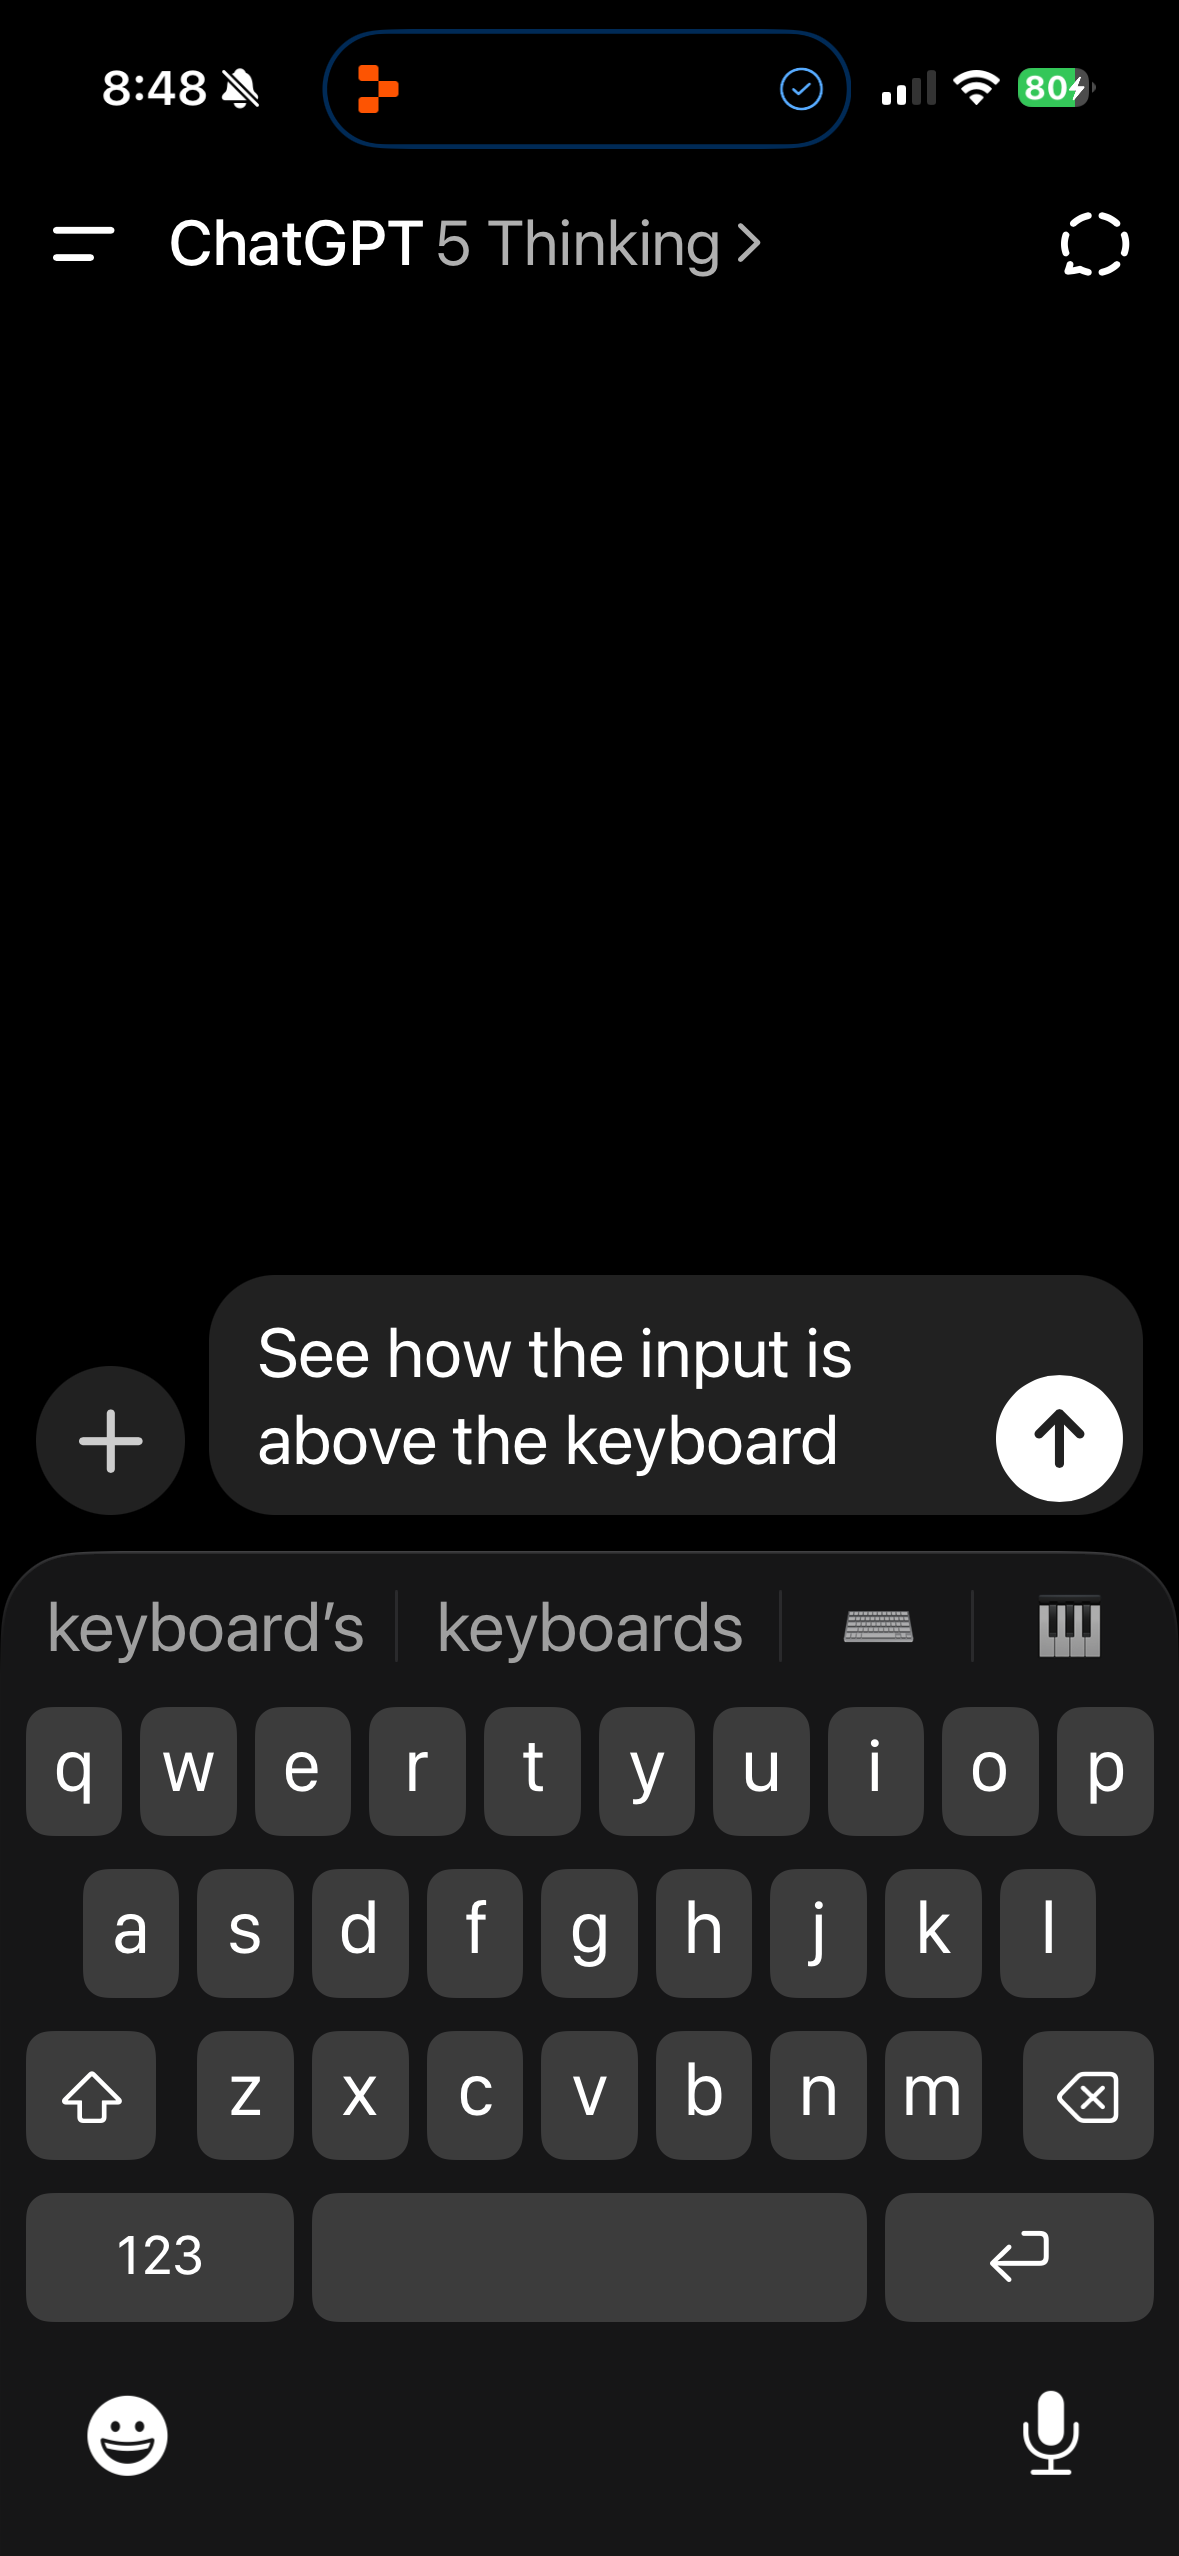 8:48
80
ChatGPT 5 Thinking
See how the input is
above the keyboard
keyboard’s keyboards
q w e r t y u i o p
a s d f g h j k l
z x c v b n m
123